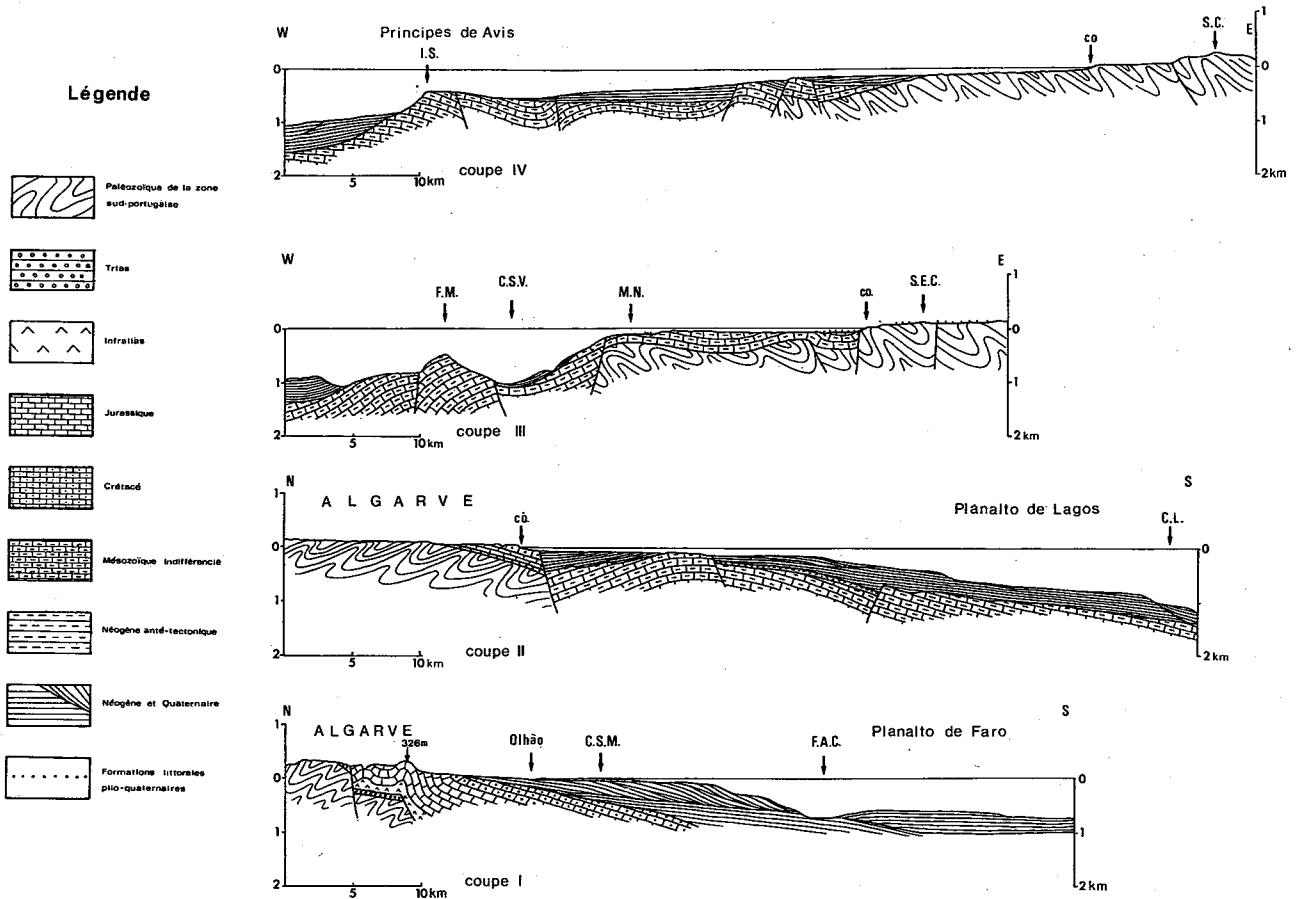 Légende
Paléozoïque de la zone
sud-portugaise
Trias
Infralias
Jurassique
Crétacé
Mésozoïque indifférencié
Néogène anté-tectonique
Néogène et Quaternaire
Formations littorales
plio-quaternaires
W
Principes de Avis
I.S.
co
S.C.
E
1
0
1
2
5
10km
coupe IV
0
1
2km
W
F.M.
C.S.V.
M.N.
co.
S.E.C.
E
1
0
1
2
5
10km
coupe III
0
1
2km
N
ALGARVE
co.
Planalto de Lagos
C.L.
S
1
0
1
2
5
10km
coupe II
0
2km
N
ALGARVE
326m
Olhão
C.S.M.
F.A.C.
Planalto de Faro
S
1
0
1
2
5
10km
coupe I
0
1
2km